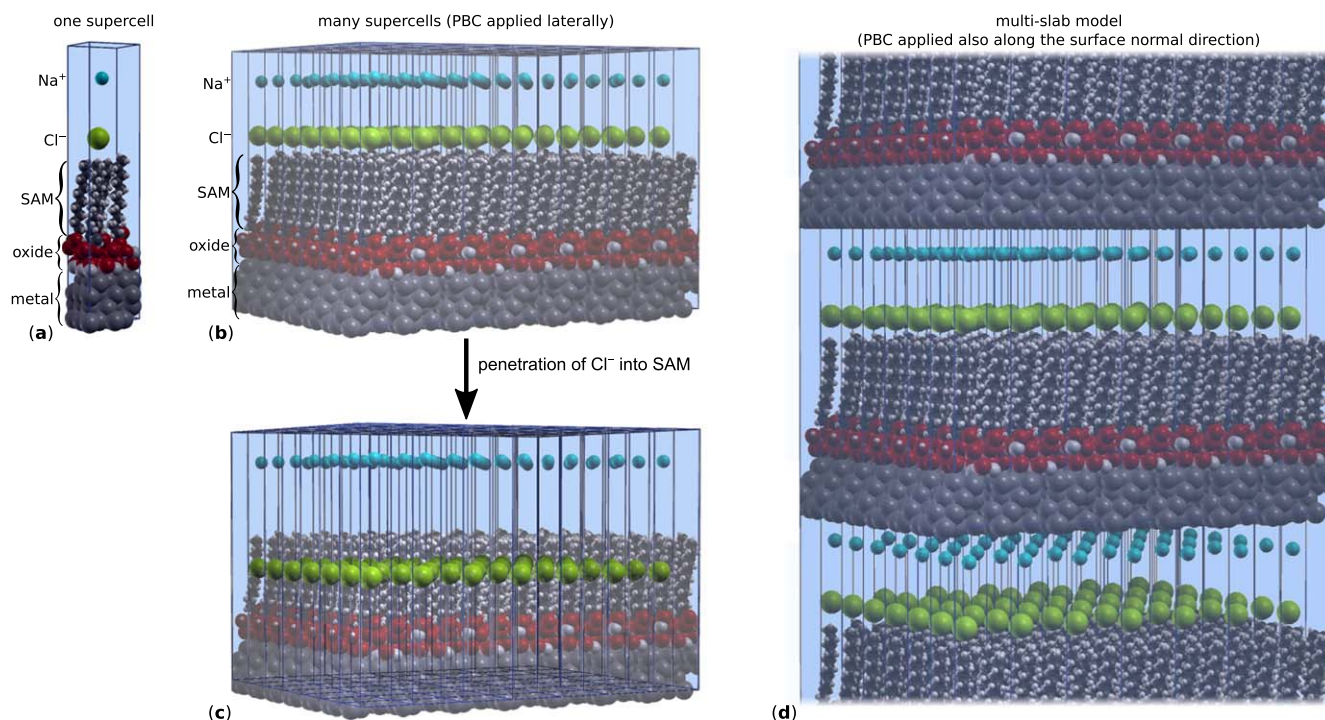 one supercell
many supercells (PBC applied laterally)
multi-slab model
(PBC applied also along the surface normal direction)
Na⁺
Cl⁻
SAM
oxide
metal
(a)
Na⁺
Cl⁻
SAM
oxide
metal
(b)
penetration of Cl⁻ into SAM
(c)
(d)